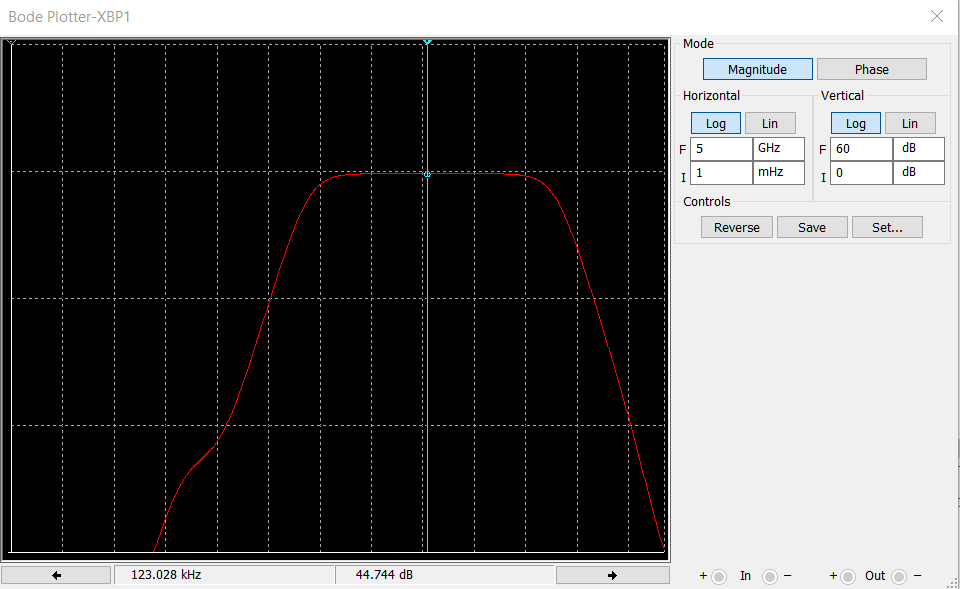 Bode Plotter-XBP1
Mode
Magnitude Phase
Horizontal Vertical
Log Lin Log Lin
F 5 GHz F 60 dB
I 1 mHz I 0 dB
Controls
Reverse Save Set...
123.028 kHz 44.744 dB
+ In - + Out -